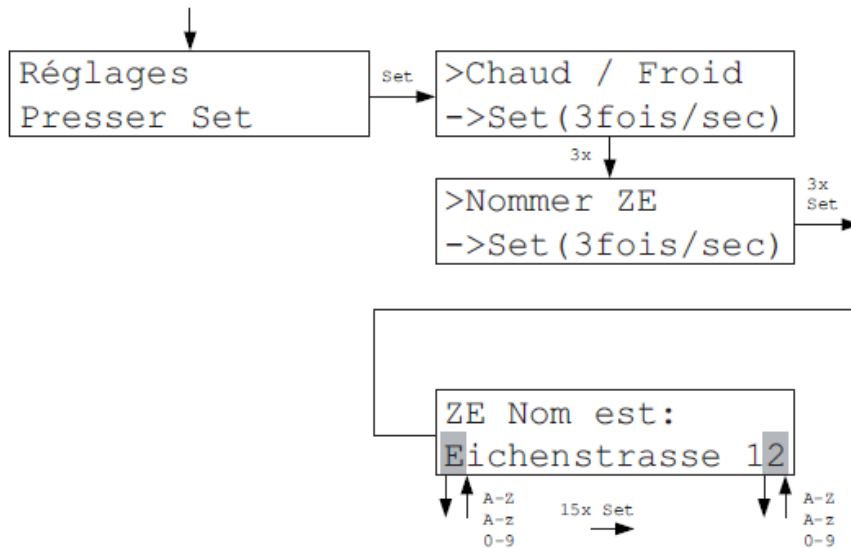 Réglages
Presser Set
Set
>Chaud / Froid
->Set(3fois/sec)
3x
>Nommer ZE
->Set(3fois/sec)
3x
Set
ZE Nom est:
Eichenstrasse 12
A-Z
A-z
0-9
15x Set
A-Z
A-z
0-9